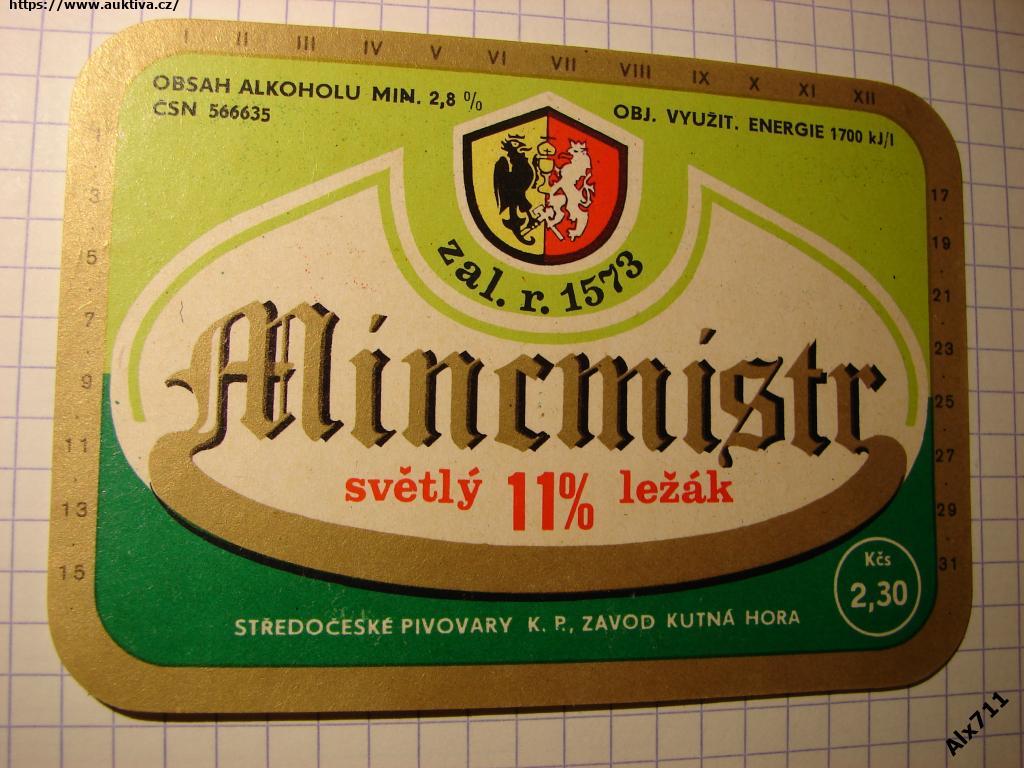 https://www.auktiva.cz/
I II III IV V VI VII VIII IX X XI XII
OBSAH ALKOHOLU MIN. 2,8 %
ČSN 566635
OBJ. VYUŽIT. ENERGIE 1700 kJ/l
1
3
5
7
9
11
13
15
17
19
21
23
25
27
29
31
zal. r. 1573
Mincmistr
světlý 11% ležák
Kčs
2,30
STŘEDOČESKÉ PIVOVARY K. P., ZÁVOD KUTNÁ HORA
Alx711